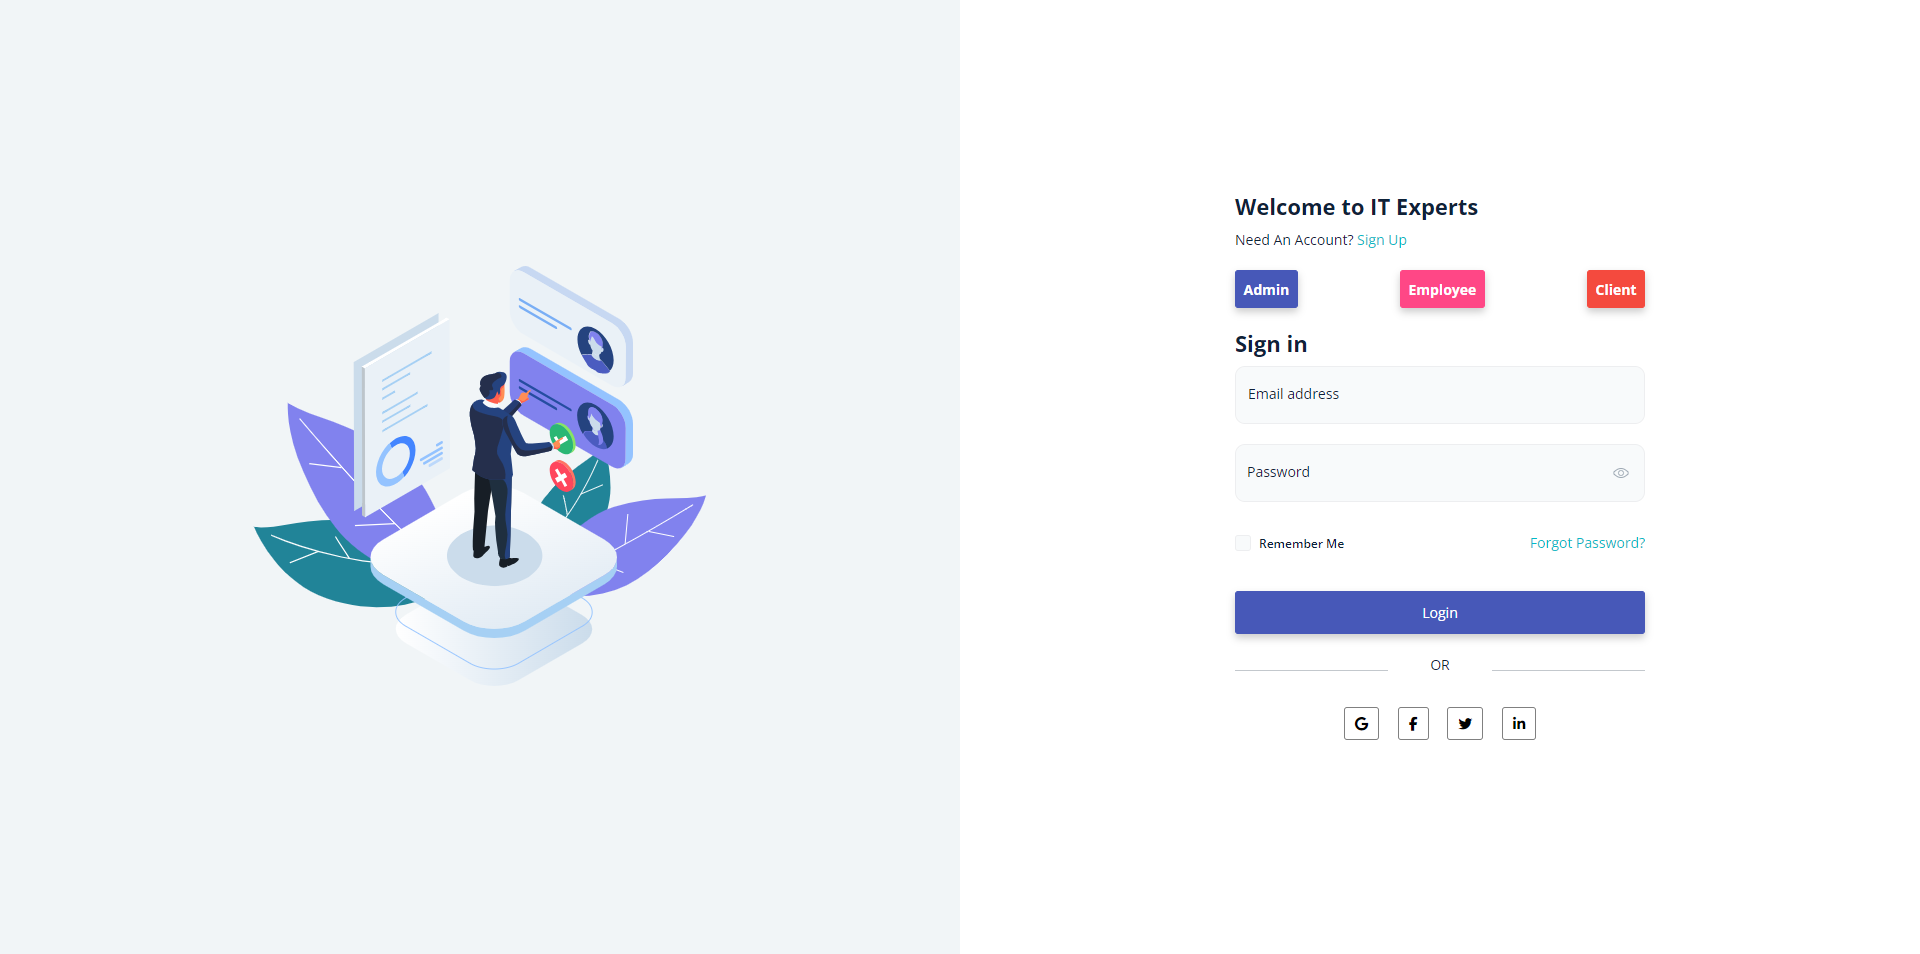 Welcome to IT Experts
Need An Account? Sign Up
Admin Employee Client
Sign in
Email address
Password
Remember Me Forgot Password?
Login
OR